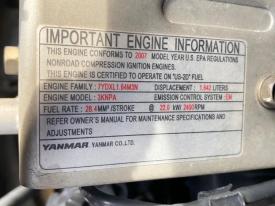 IMPORTANT ENGINE INFORMATION
THIS ENGINE CONFORMS TO 2007 MODEL YEAR U.S. EPA REGULATIONS
NONROAD COMPRESSION IGNITION ENGINES.
THIS ENGINE IS CERTIFIED TO OPERATE ON "US-2D" FUEL
ENGINE FAMILY : 7YDXL1.64M3N DISPLACEMENT : 1.642 LITERS
ENGINE MODEL : 3KNPA EMISSION CONTROL SYSTEM : EM
FUEL RATE : 28.4MM³ /STROKE @ 22.0 kW 2400RPM
REFER OWNER'S MANUAL FOR MAINTENANCE SPECIFICATIONS AND
ADJUSTMENTS
YANMAR YANMAR CO.,LTD.